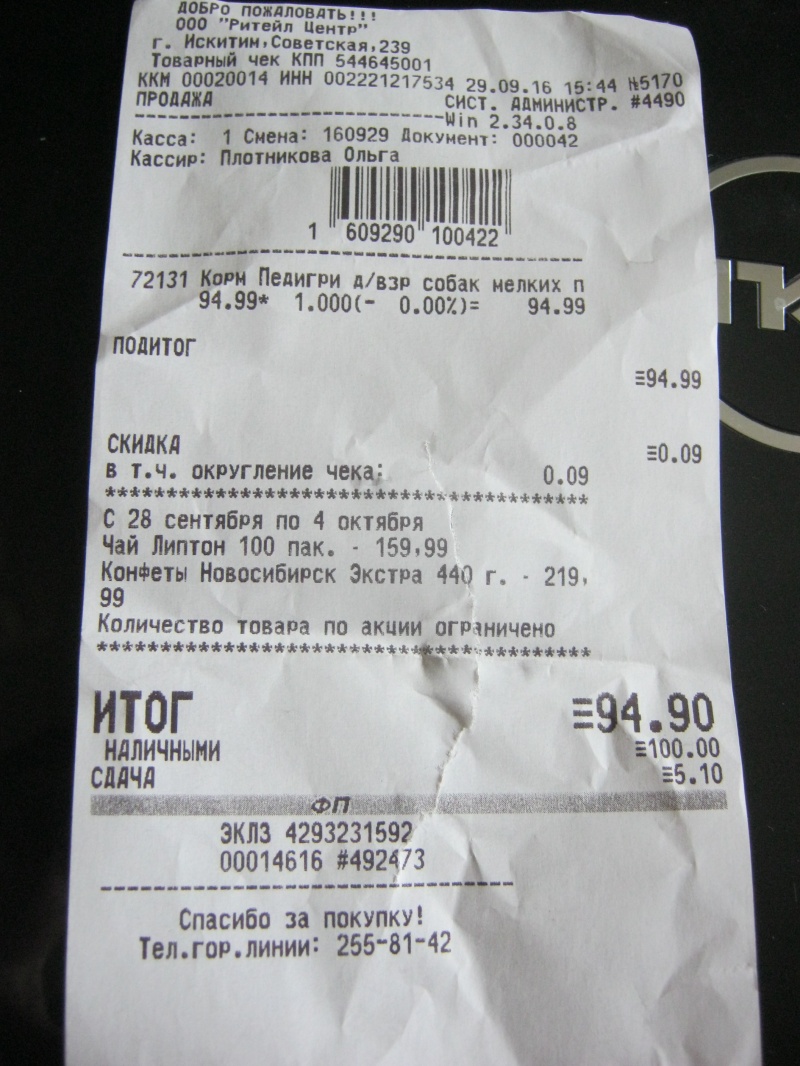 ДОБРО ПОЖАЛОВАТЬ!!!
ООО "Ритейл Центр"
г. Искитим,Советская,239
Товарный чек КПП 544645001
ККМ 00020014 ИНН 002221217534 29.09.16 15:44 №5170
ПРОДАЖА СИСТ. АДМИНИСТР. #4490
--------------------------Win 2.34.0.8
Касса: 1 Смена: 160929 Документ: 000042
Кассир: Плотникова Ольга
1 609290 100422
72131 Корм Педигри д/взр собак мелких п
94.99* 1.000(- 0.00%)= 94.99
ПОДИТОГ
≡94.99
СКИДКА ≡0.09
в т.ч. округление чека: 0.09
***************************************
С 28 сентября по 4 октября
Чай Липтон 100 пак. - 159,99
Конфеты Новосибирск Экстра 440 г. - 219,
99
Количество товара по акции ограничено
***************************************
ИТОГ ≡94.90
НАЛИЧНЫМИ ≡100.00
СДАЧА ≡5.10
ФП
ЭКЛЗ 4293231592
00014616 #492473
Спасибо за покупку!
Тел.гор.линии: 255-81-42